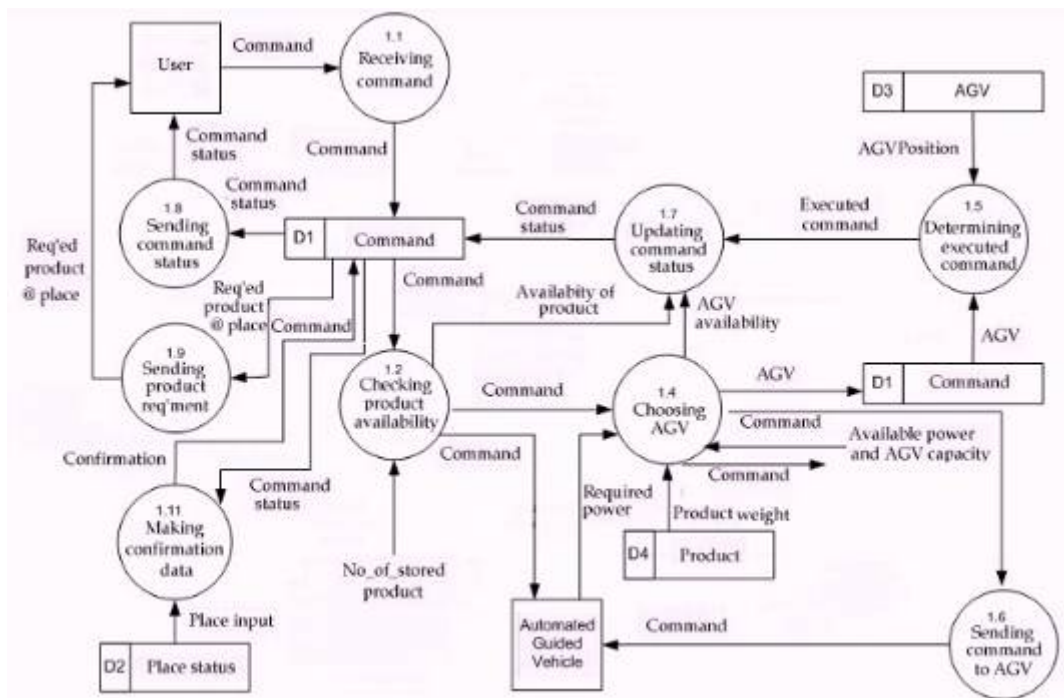 User
Command
1.1
Receiving
command
D3
AGV
Command
status
Command
AGVPosition
Command
status
1.8
Sending
command
status
D1
Command
Command
status
1.7
Updating
command
status
Executed
command
1.5
Determining
executed
command
Req'ed
product
@ place
Req'ed
product
@ place
Command
Command
Availabity of
product
AGV
availability
AGV
1.9
Sending
product
req'ment
1.2
Checking
product
availability
Command
1.4
Choosing
AGV
AGV
D1
Command
Command
Available power
and AGV capacity
Confirmation
Command
Command
status
Required
power
Command
Product weight
1.11
Making
confirmation
data
No_of_stored
product
D4
Product
Place input
Automated
Guided
Vehicle
Command
1.6
Sending
command
to AGV
D2
Place status